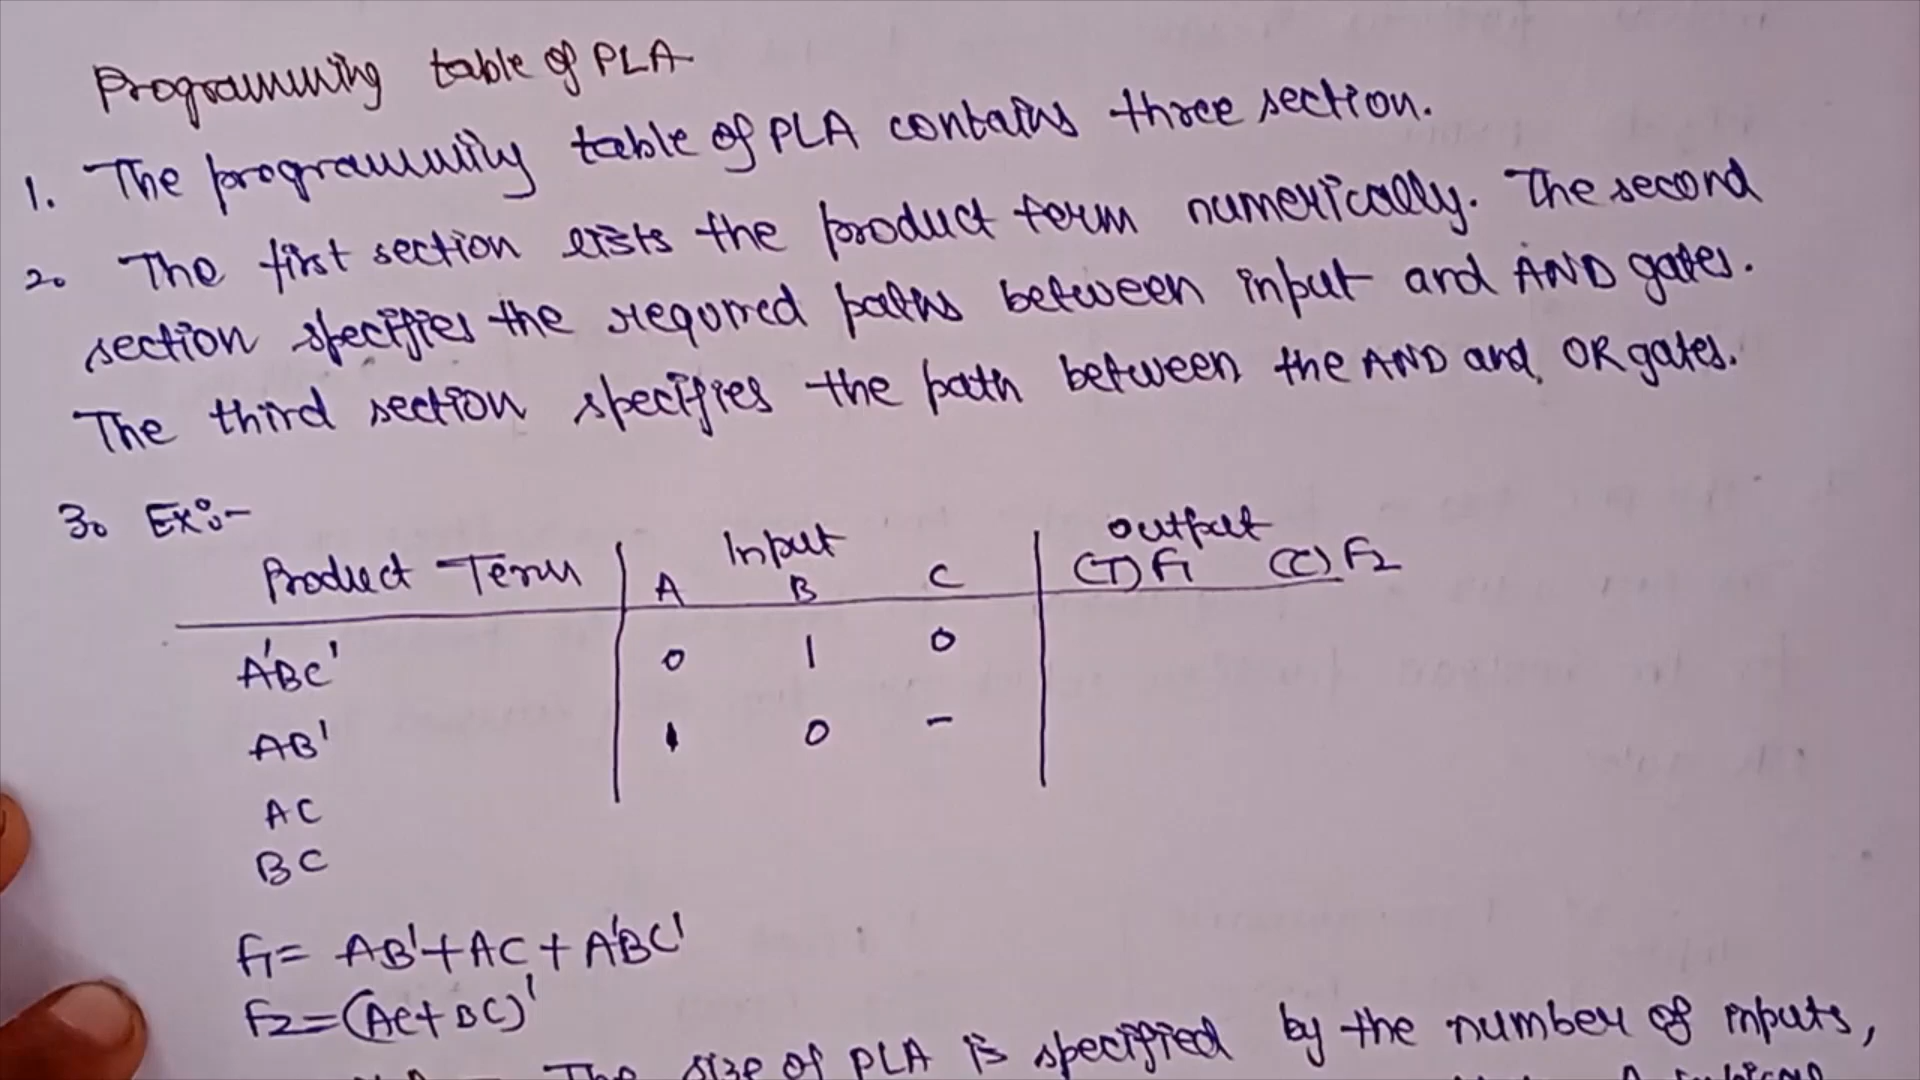 Programming table of PLA
1. The programming table of PLA contains three section.
2. The first section lists the product term numerically. The second
section specifies the required paths between input and AND gates.
The third section specifies the path between the AND and OR gates.
3. Ex:-
Product Term Input Output
A B C (T) F1 (C) F2
A'BC' 0 1 0
AB' 1 0 -
AC
BC
F1= AB'+AC+A'BC'
F2=(AC+BC)'
The size of PLA is specified by the number of inputs,